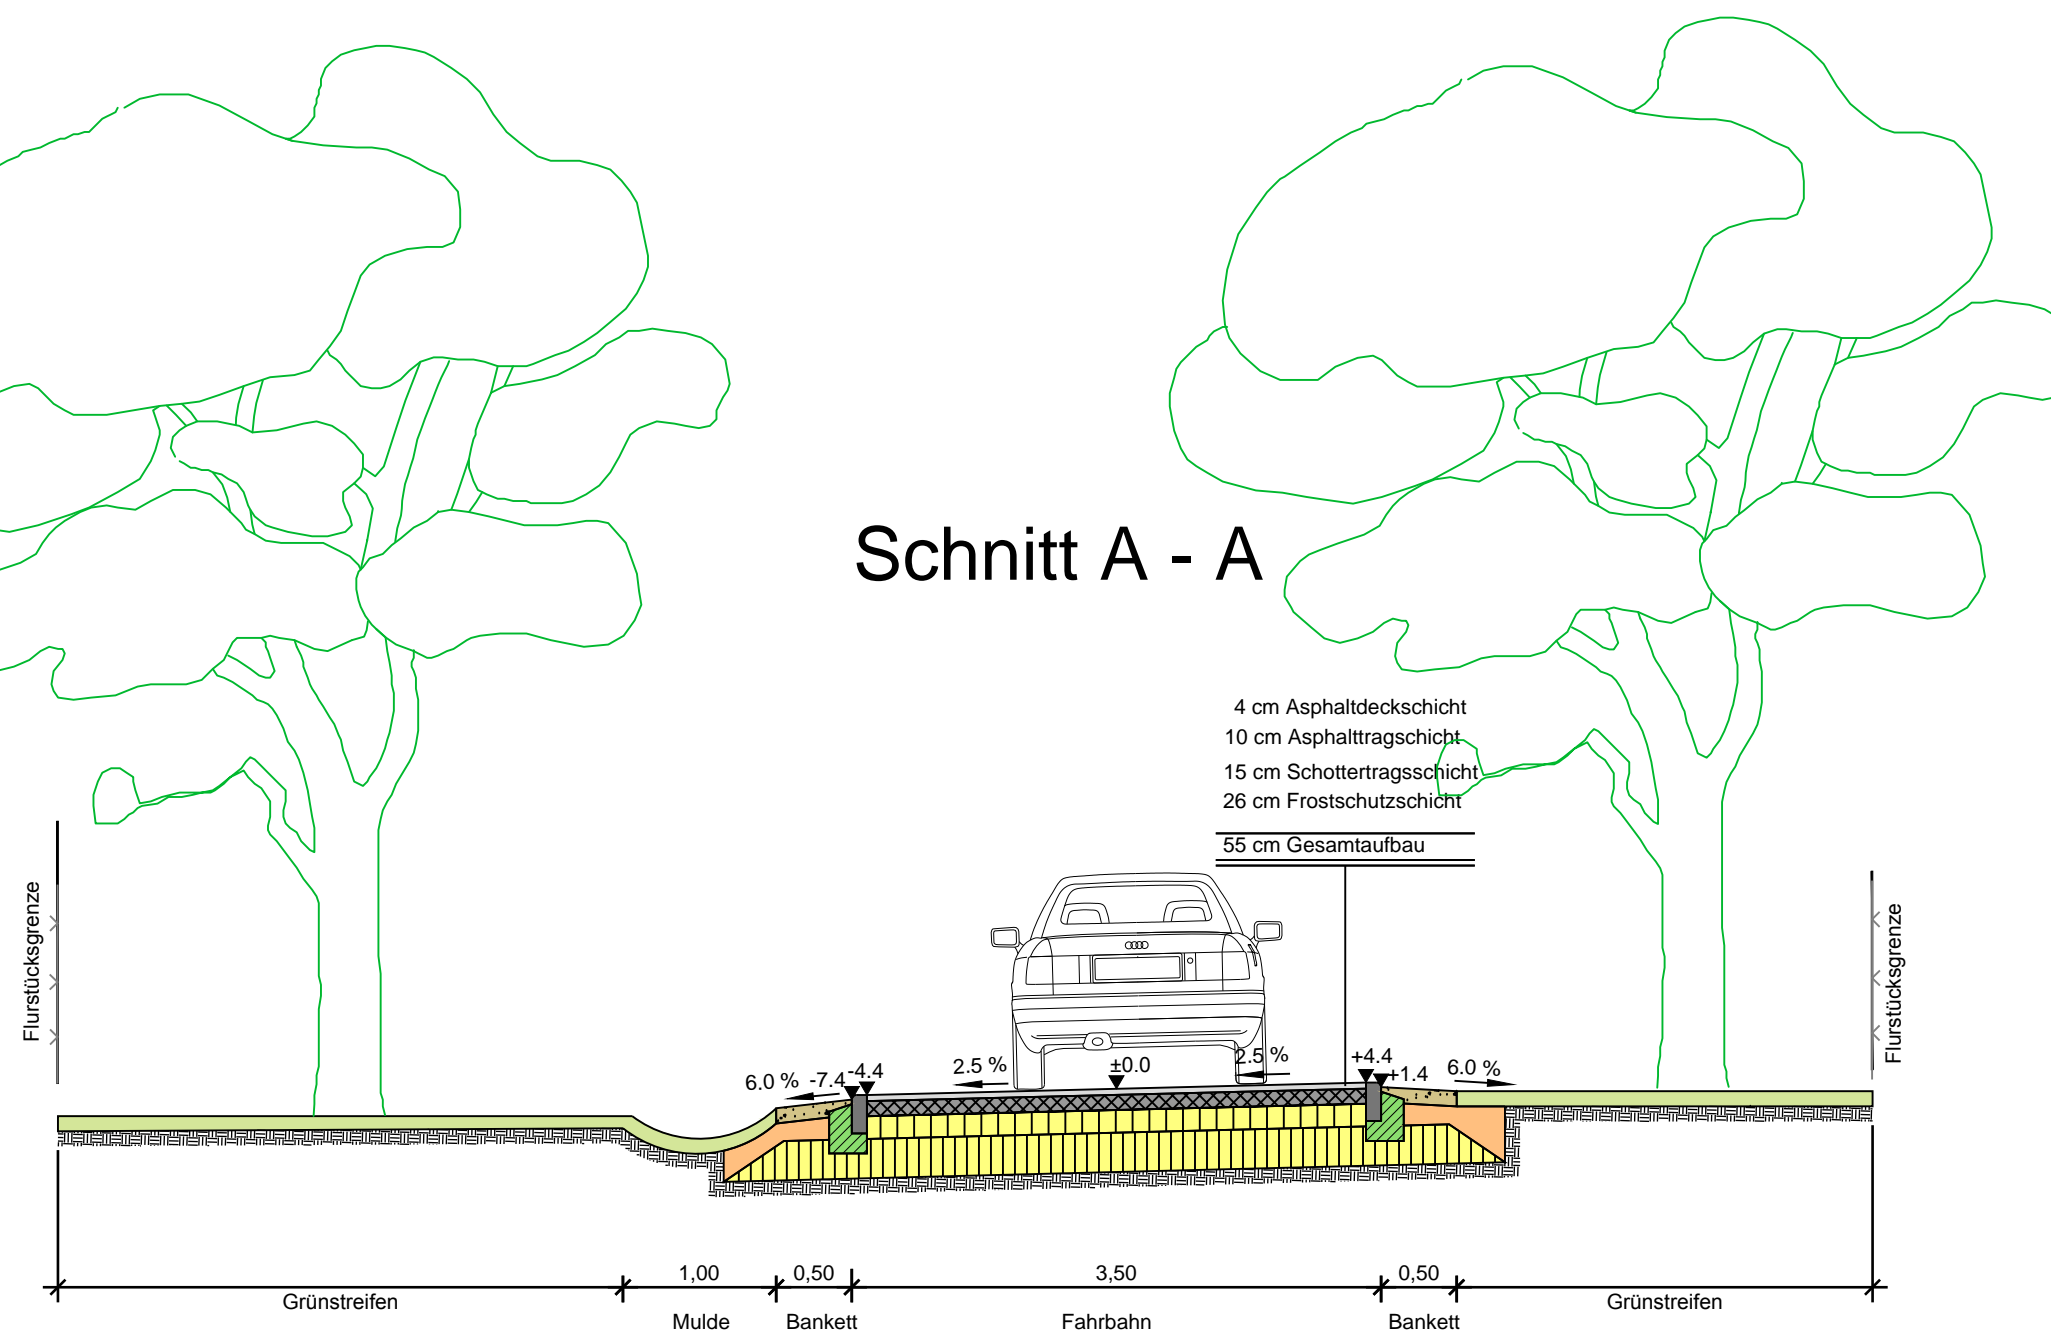 Schnitt A - A
4 cm Asphaltdeckschicht
10 cm Asphalttragschicht
15 cm Schottertragsschicht
26 cm Frostschutzschicht
55 cm Gesamtaufbau
Flurstücksgrenze
Flurstücksgrenze
6.0 % -7.4 -4.4 2.5 % ±0.0 2.5 % +4.4 +1.4 6.0 %
1,00 0,50 3,50 0,50
Grünstreifen Grünstreifen
Mulde Bankett Fahrbahn Bankett